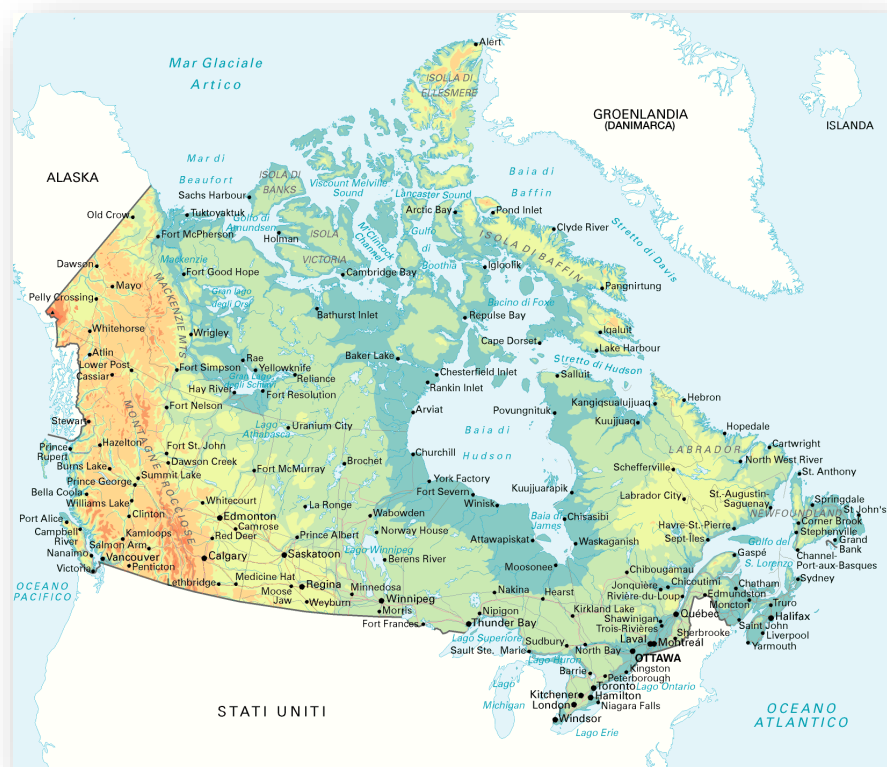 Alert
Mar Glaciale
Artico
ISOLLA DI
ELLESMERE
GROENLANDIA
(DANIMARCA)
ISLANDA
Mar di
Beaufort
Baia di
Baffin
ALASKA
ISOLA DI
BANKS
Viscount Melville
Sound
Lancaster Sound
Sachs Harbour
Old Crow
Tuktoyaktuk
Golfo di
Amundsen
Arctic Bay
Pond Inlet
Clyde River
Stretto di Davis
Fort McPherson
Holman
ISOLA
VICTORIA
M'Clintock
Channel
Golfo
di
Boothia
ISOLA DI BAFFIN
Dawson
Mackenzie
Fort Good Hope
Cambridge Bay
Igloolik
Mayo
Pelly Crossing
MACKENZIE MTS
Gran lago
degli Orsi
Bathurst Inlet
Bacino di Foxe
Pangnirtung
Repulse Bay
Whitehorse
Wrigley
Iqaluit
Cape Dorset
Lake Harbour
Atlin
Lower Post
Cassiar
Fort Simpson
Rae
Yellowknife
Reliance
Gran Lago
degli Schiavi
Hay River
Fort Resolution
Baker Lake
Chesterfield Inlet
Rankin Inlet
Stretto di Hudson
Salluit
Stewart
Fort Nelson
MONTAGNE ROCCIOSE
Lago
Athabasca
Uranium City
Arviat
Povungnituk
Kangiqsualujjuaq
Kuujjuaq
Hebron
Baia di
Hudson
Hopedale
LABRADOR
Cartwright
Prince
Rupert
Hazelton
Burns Lake
Fort St. John
Dawson Creek
Summit Lake
Fort McMurray
Brochet
Churchill
York Factory
Fort Severn
Schefferville
North West River
St. Anthony
Prince George
Bella Coola
Williams Lake
Whitecourt
La Ronge
Wabowden
Winisk
Kuujjuarapik
Labrador City
St.-Augustin-
Saguenay
Springdale
St John's
NEWFOUNDLAND
Port Alice
Campbell
River
Clinton
Edmonton
Camrose
Red Deer
Prince Albert
Norway House
Baia di
James
Chisasibi
Havre-St-Pierre
Corner Brook
Stephenville
Grand
Bank
Kamloops
Salmon Arm
Nanaimo
Vancouver
Victoria
Penticton
Calgary
Saskatoon
Lago Winnipeg
Berens River
Attawapiskat
Waskaganish
Sept-Îles
Golfo del
S. Lorenzo
Gaspé
Channel-
Port-aux-Basques
Moosonee
Chibougamau
Sydney
OCEANO
PACIFICO
Lethbridge
Medicine Hat
Moose
Jaw
Regina
Weyburn
Minnedosa
Winnipeg
Morris
Nakina
Hearst
Jonquière
Chicoutimi
Rivière-du-Loup
Edmundston
Chatham
Moncton
Truro
Halifax
Fort Frances
Nipigon
Thunder Bay
Kirkland Lake
Shawinigan
Trois-Rivières
Québec
Saint John
Liverpool
Yarmouth
Lago Superiore
Sault Ste. Marie
Sudbury
North Bay
Laval
Montréal
Sherbrooke
OTTAWA
Lago Huron
Barrie
Kingston
Peterborough
Lago
Michigan
Toronto
Lago Ontario
Kitchener
Hamilton
London
Niagara Falls
Windsor
Lago Erie
STATI UNITI
OCEANO
ATLANTICO